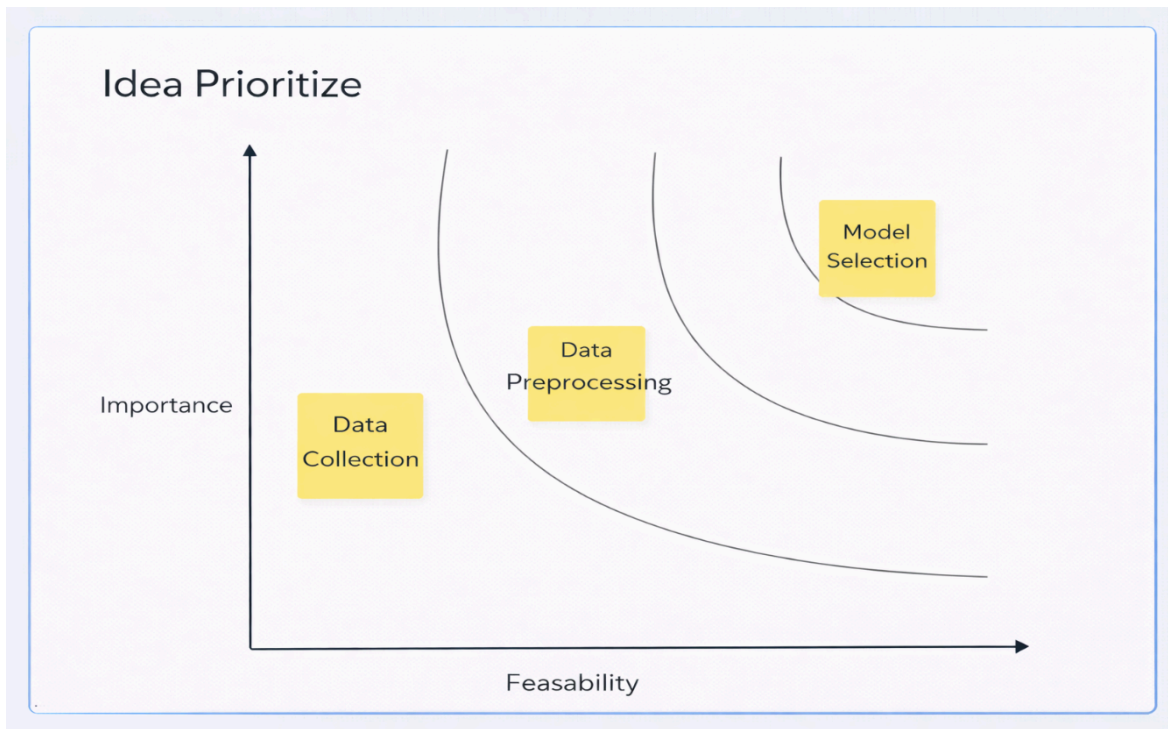 Idea Prioritize
Model
Selection
Data
Preprocessing
Importance
Data
Collection
Feasability